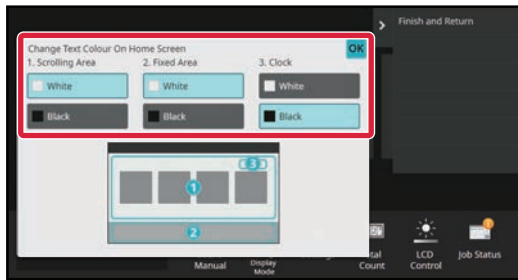 Finish and Return
Change Text Colour On Home Screen
OK
1. Scrolling Area
2. Fixed Area
3. Clock
White
White
White
Black
Black
Black
3
1
2
Manual
Display
Mode
Count
LCD
Control
Job Status